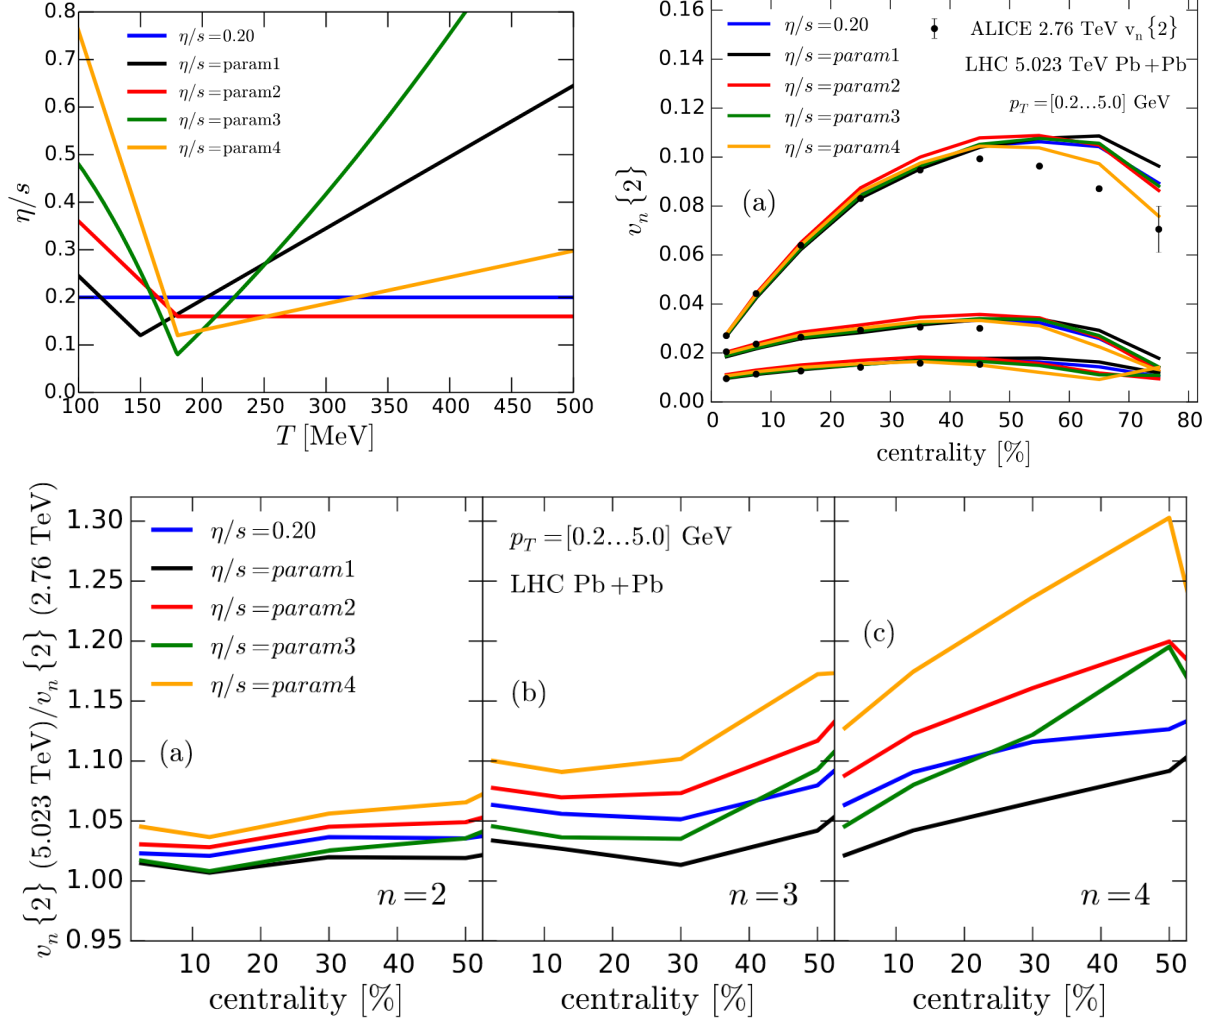 0.8
0.7
0.6
0.5
0.4
0.3
0.2
0.1
0.0
η/s
η/s=0.20
η/s=param1
η/s=param2
η/s=param3
η/s=param4
100 150 200 250 300 350 400 450 500
T [MeV]
0.16
0.14
0.12
0.10
0.08
0.06
0.04
0.02
0.00
v_n{2}
η/s=0.20
η/s=param1
η/s=param2
η/s=param3
η/s=param4
ALICE 2.76 TeV v_n{2}
LHC 5.023 TeV Pb+Pb
p_T=[0.2...5.0] GeV
(a)
0 10 20 30 40 50 60 70 80
centrality [%]
v_n{2} (5.023 TeV)/v_n{2} (2.76 TeV)
1.30
1.25
1.20
1.15
1.10
1.05
1.00
0.95
η/s=0.20
η/s=param1
η/s=param2
η/s=param3
η/s=param4
(a)
n=2
10 20 30 40 50
centrality [%]
p_T=[0.2...5.0] GeV
LHC Pb+Pb
(b)
n=3
10 20 30 40 50
centrality [%]
(c)
n=4
10 20 30 40 50
centrality [%]